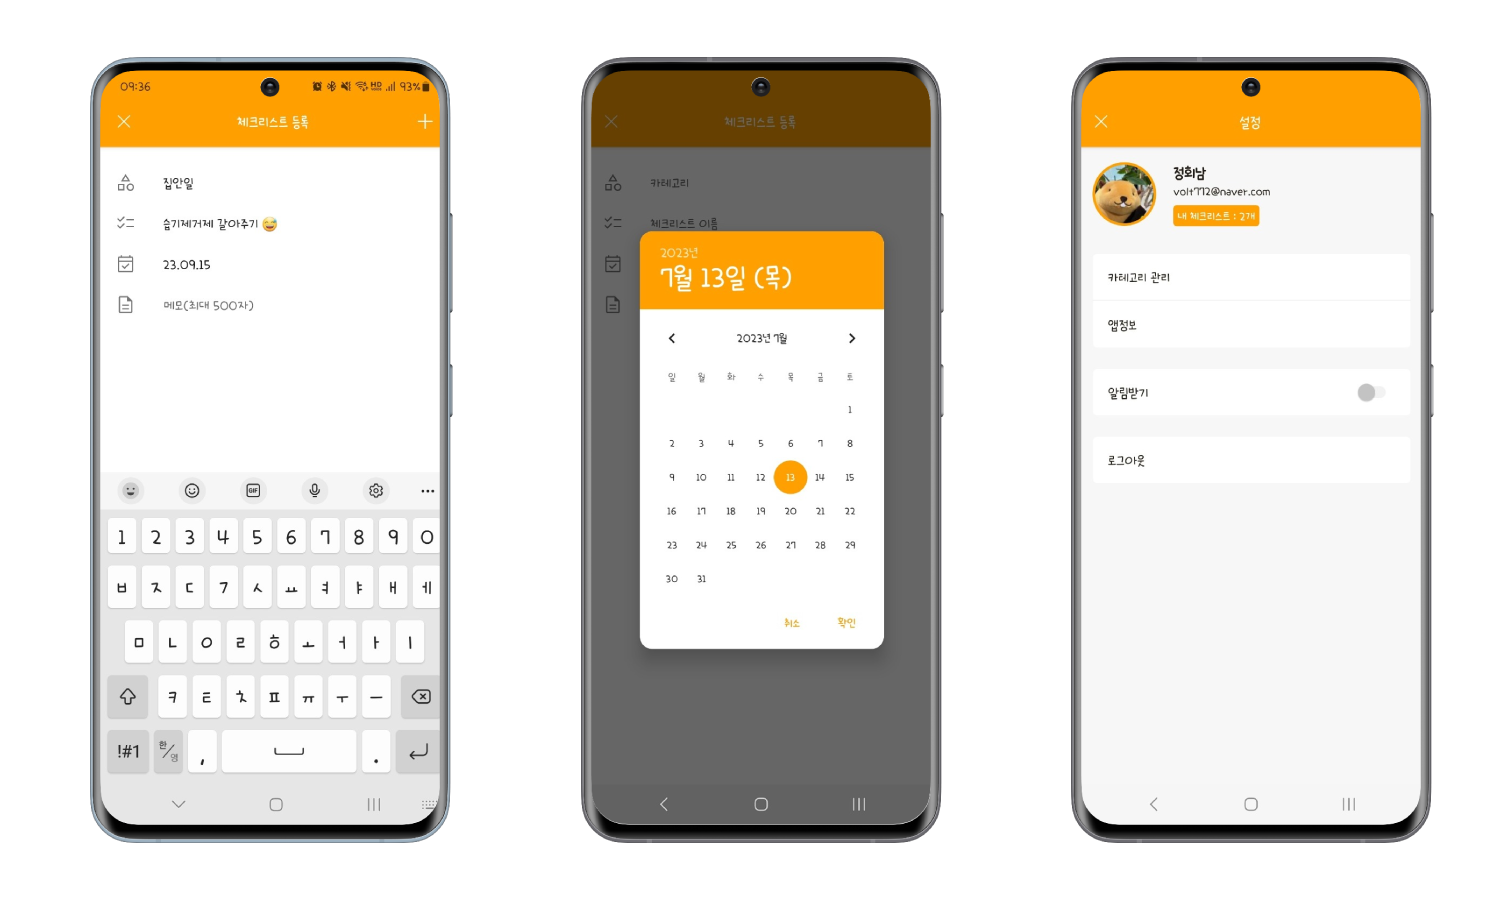 09:36
93%
체크리스트 등록
집안일
습기제거제 갈아주기 😅
23.09.15
메모(최대 500자)
GIF
1 2 3 4 5 6 7 8 9 0
ㅂ ㅈ ㄷ ㄱ ㅅ ㅛ ㅕ ㅑ ㅐ ㅔ
ㅁ ㄴ ㅇ ㄹ ㅎ ㅗ ㅓ ㅏ ㅣ
ㅋ ㅌ ㅊ ㅍ ㅠ ㅜ ㅡ
!#1 한/영 , .
체크리스트 등록
카테고리
체크리스트 이름
2023년
7월 13일 (목)
2023년 7월
일 월 화 수 목 금 토
1
2 3 4 5 6 7 8
9 10 11 12 13 14 15
16 17 18 19 20 21 22
23 24 25 26 27 28 29
30 31
취소 확인
설정
정회남
volt772@naver.com
내 체크리스트 : 2개
카테고리 관리
앱정보
알림받기
로그아웃